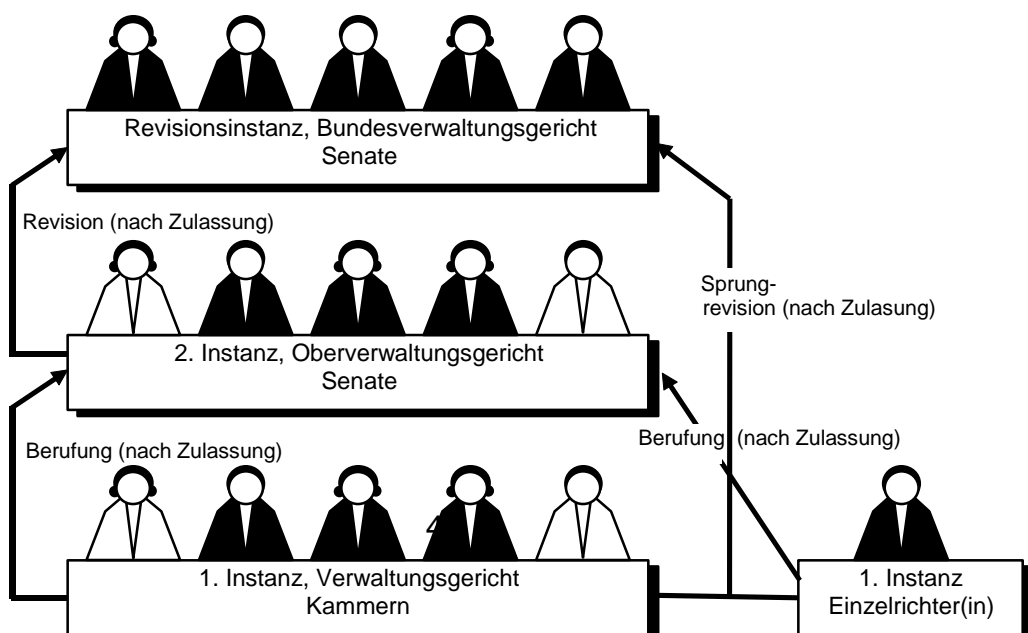 Revisionsinstanz, Bundesverwaltungsgericht
Senate
Revision (nach Zulassung)
Sprung-
revision (nach Zulasung)
2. Instanz, Oberverwaltungsgericht
Senate
Berufung (nach Zulassung)
Berufung (nach Zulassung)
1. Instanz, Verwaltungsgericht
Kammern
1. Instanz
Einzelrichter(in)